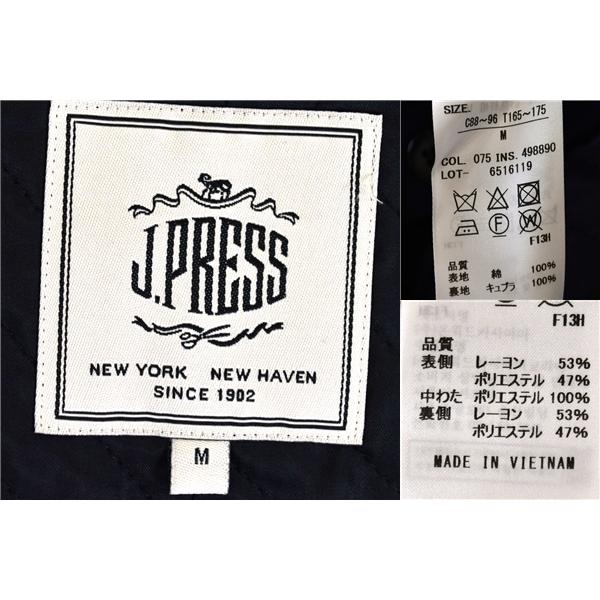 J.PRESS
NEW YORK NEW HAVEN
SINCE 1902
M
SIZE.
C88～96 T165～175
M
COL. 075 INS. 498890
LOT- 6516119
F
W
F13H
品質
表地 綿 100%
裏地 キュプラ 100%
F13H
品質
表側 レーヨン 53%
ポリエステル 47%
中わた ポリエステル 100%
裏側 レーヨン 53%
ポリエステル 47%
MADE IN VIETNAM